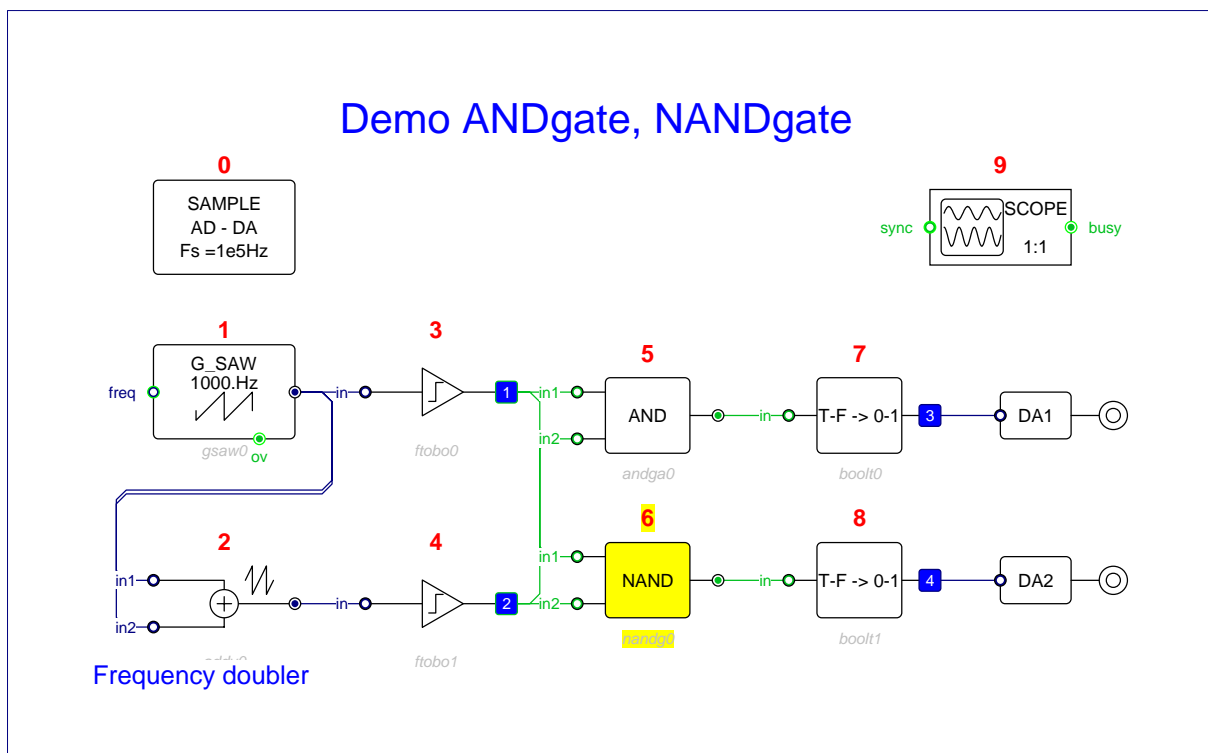 Demo ANDgate, NANDgate
0
SAMPLE
AD - DA
Fs =1e5Hz
9
sync
SCOPE
1:1
busy
1
G_SAW
1000.Hz
freq
gsaw0
ov
in
3
ftobo0
1
in1
in2
5
AND
andga0
in
7
T-F -> 0-1
boolt0
3
DA1
2
in1
in2
+
Frequency doubler
in
4
ftobo1
2
in1
in2
6
NAND
nandg0
in
8
T-F -> 0-1
boolt1
4
DA2